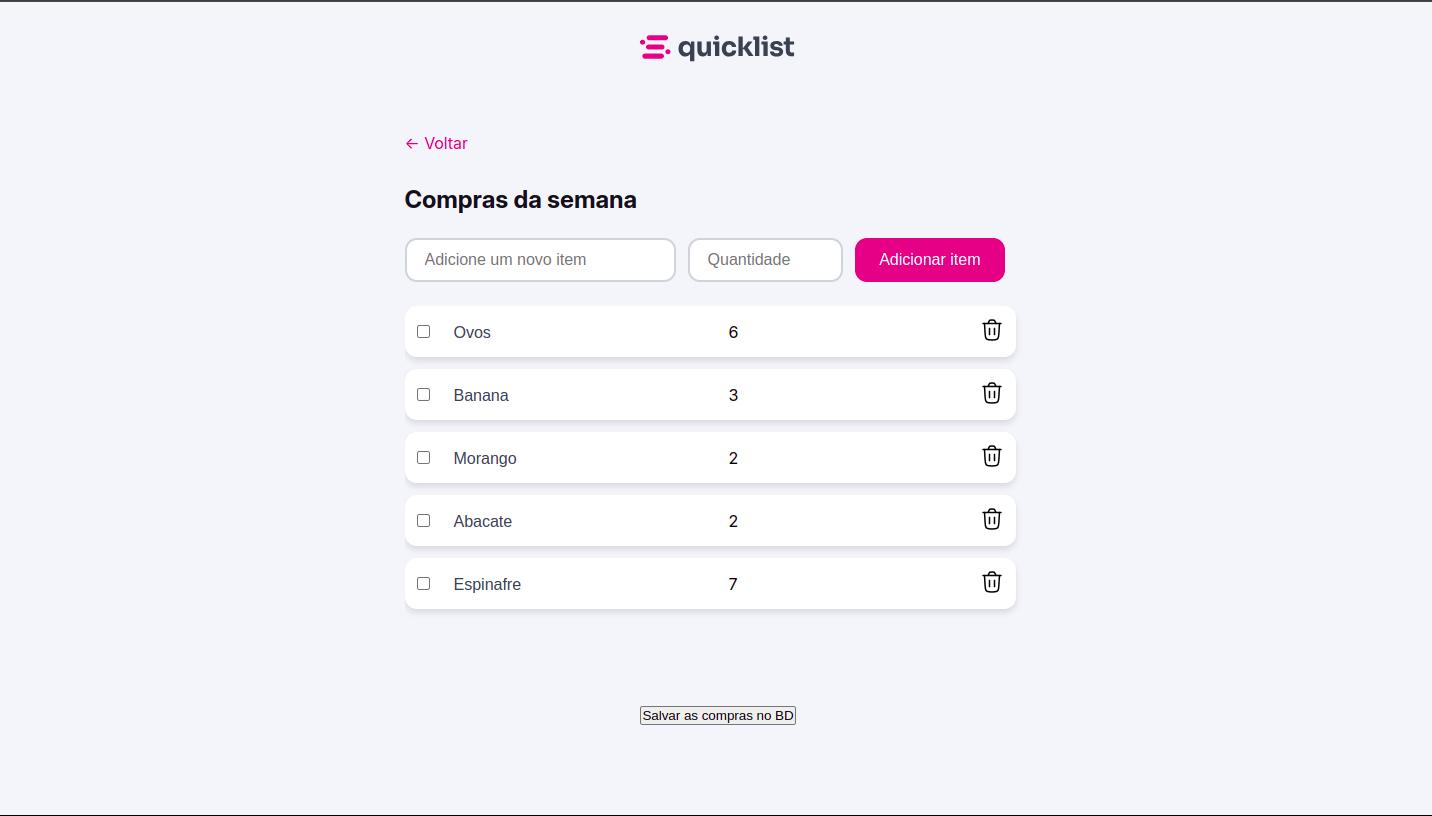 quicklist
← Voltar
Compras da semana
Adicione um novo item Quantidade Adicionar item
Ovos 6
Banana 3
Morango 2
Abacate 2
Espinafre 7
Salvar as compras no BD